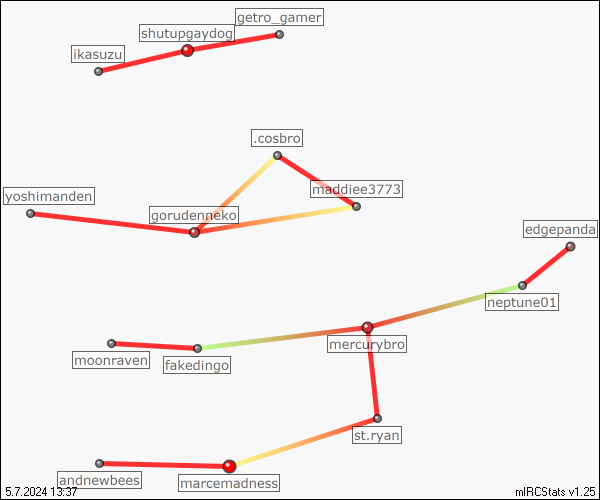 getro_gamer
shutupgaydog
ikasuzu
.cosbro
maddiee3773
yoshimanden
gorudenneko
edgepanda
neptune01
mercurybro
moonraven
fakedingo
st.ryan
andnewbees
marcemadness
5.7.2024 13:37
mIRCStats v1.25